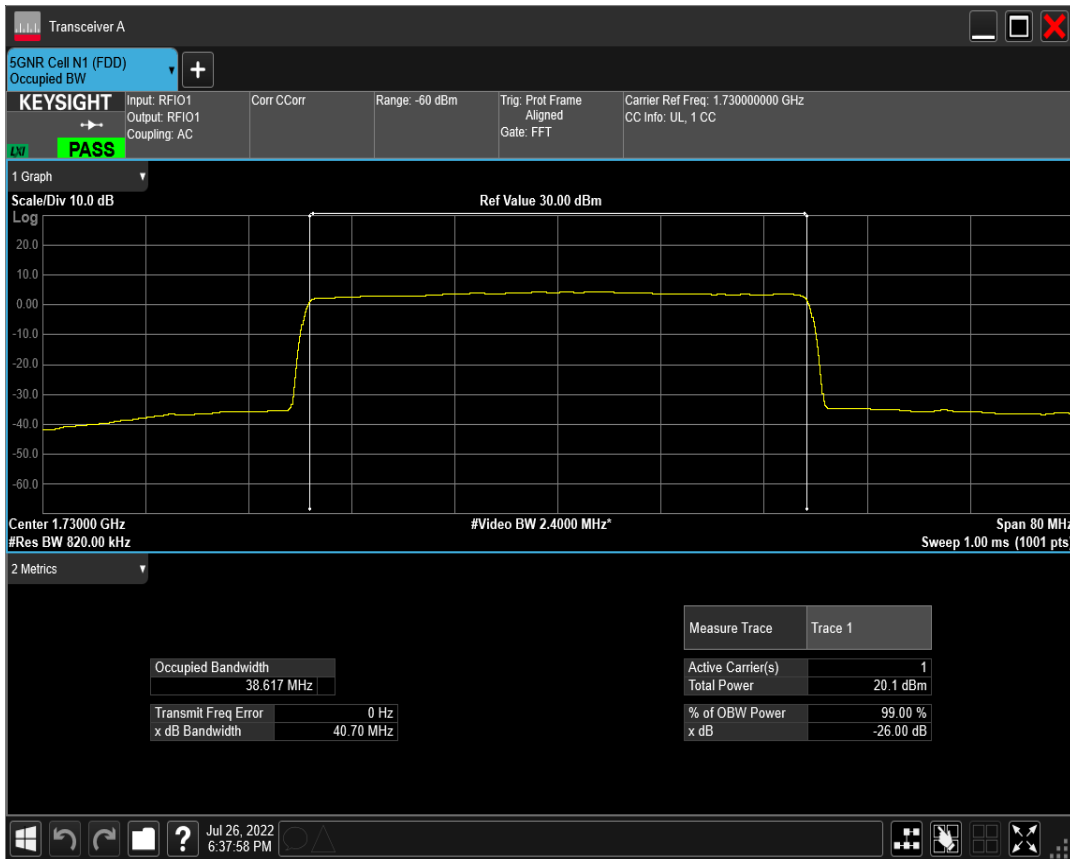 Transceiver A
5GNR Cell N1 (FDD)
Occupied BW
+
KEYSIGHT
LXI
PASS
Input: RFIO1
Output: RFIO1
Coupling: AC
Corr CCorr
Range: -60 dBm
Trig: Prot Frame
Aligned
Gate: FFT
Carrier Ref Freq: 1.730000000 GHz
CC Info: UL, 1 CC
1 Graph
Scale/Div 10.0 dB
Ref Value 30.00 dBm
Log
20.0
10.0
0.00
-10.0
-20.0
-30.0
-40.0
-50.0
-60.0
Center 1.73000 GHz
#Video BW 2.4000 MHz*
Span 80 MHz
#Res BW 820.00 kHz
Sweep 1.00 ms (1001 pts)
2 Metrics
Measure Trace Trace 1
Occupied Bandwidth
38.617 MHz
Active Carrier(s) 1
Total Power 20.1 dBm
Transmit Freq Error 0 Hz
x dB Bandwidth 40.70 MHz
% of OBW Power 99.00 %
x dB -26.00 dB
?
Jul 26, 2022
6:37:58 PM